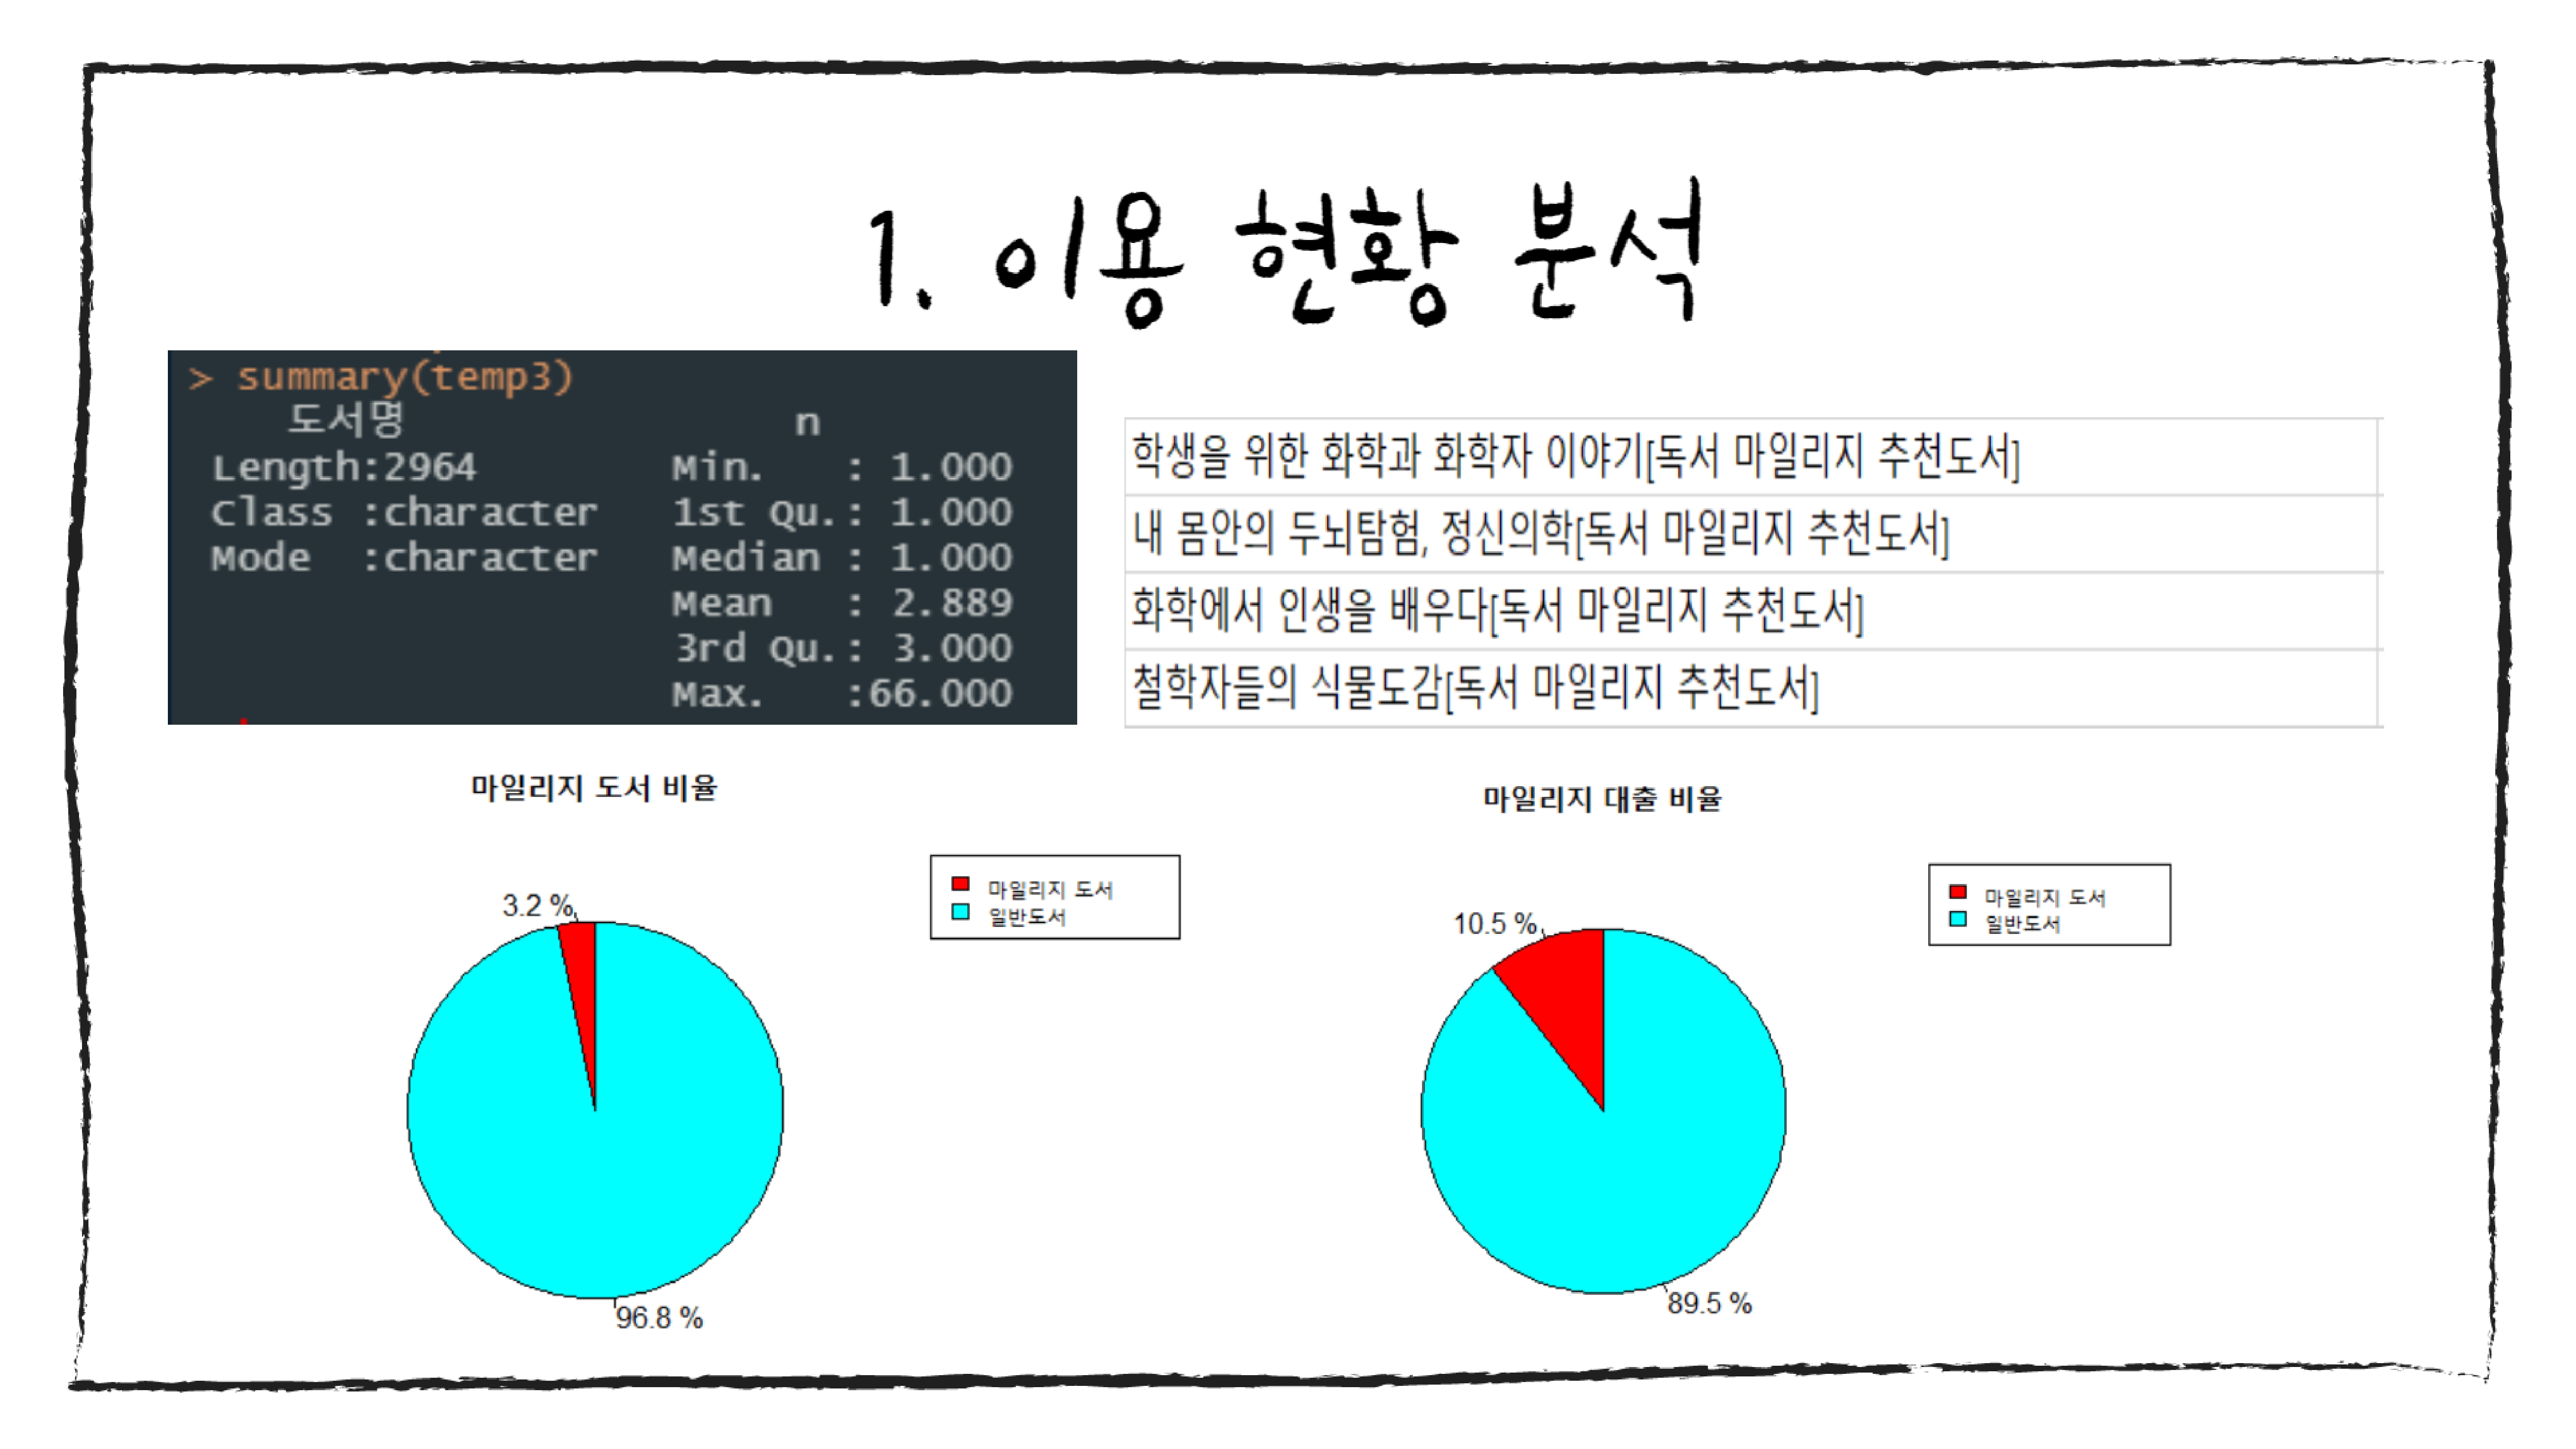 1. 이용 현황 분석
> summary(temp3)
도서명 n
Length:2964 Min. : 1.000
Class :character 1st Qu.: 1.000
Mode :character Median : 1.000
Mean : 2.889
3rd Qu.: 3.000
Max. :66.000
학생을 위한 화학과 화학자 이야기[독서 마일리지 추천도서]
내 몸안의 두뇌탐험, 정신의학[독서 마일리지 추천도서]
화학에서 인생을 배우다[독서 마일리지 추천도서]
철학자들의 식물도감[독서 마일리지 추천도서]
마일리지 도서 비율
마일리지 도서
일반도서
3.2 %
96.8 %
마일리지 대출 비율
마일리지 도서
일반도서
10.5 %
89.5 %